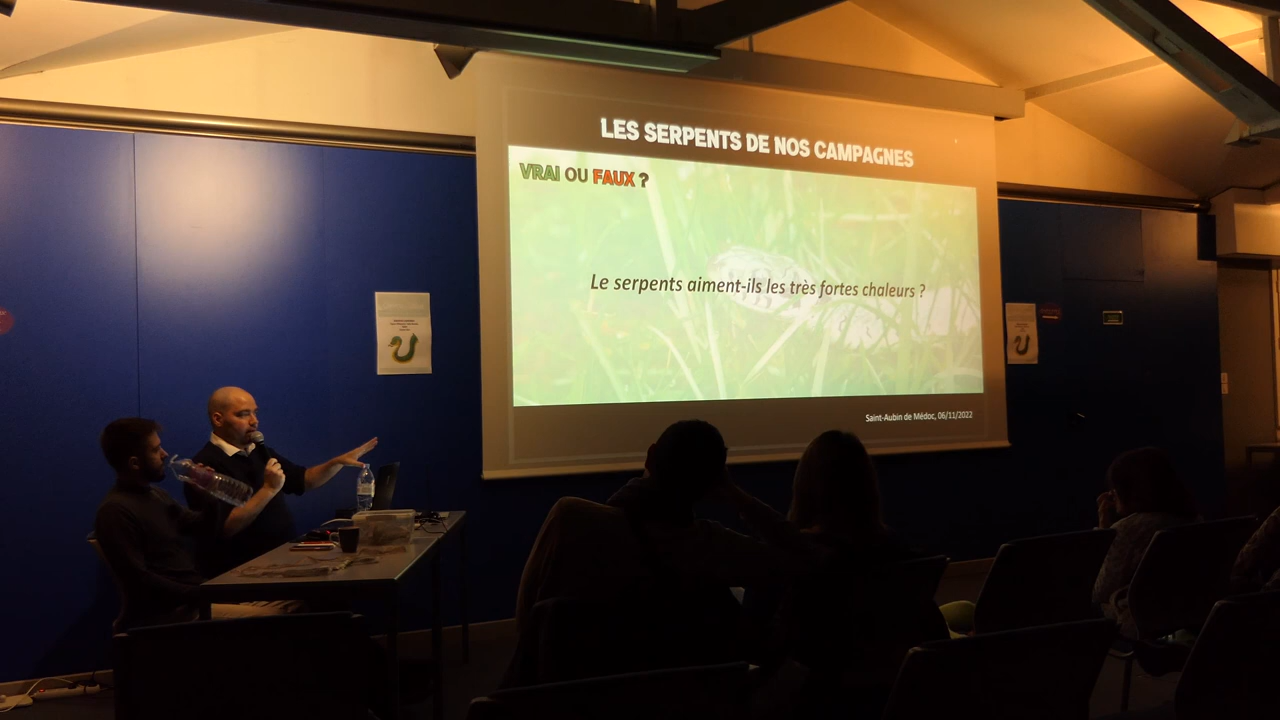 LES SERPENTS DE NOS CAMPAGNES
VRAI OU FAUX ?
Le serpents aiment-ils les très fortes chaleurs ?
Saint-Aubin de Médoc, 06/11/2022